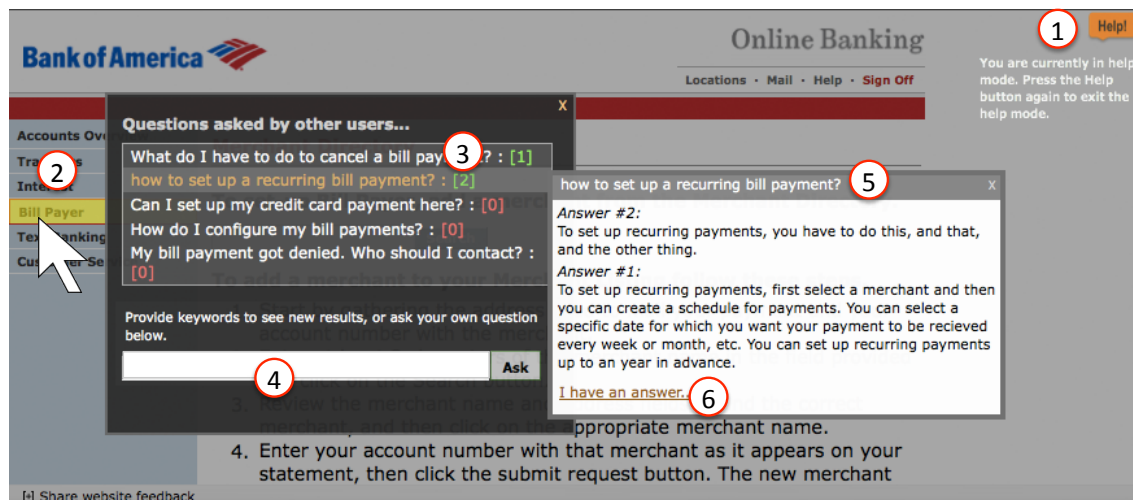 Bank of America
Online Banking
Locations · Mail · Help · Sign Off
1
Help!
You are currently in help
mode. Press the Help
button again to exit the
help mode.
Accounts
2
Bill Payer
x
Questions asked by other users...
What do I have to do to cancel a bill : [1]
3
how to set up a recurring bill payment? : [2]
Can I set up my credit card payment here? : [0]
How do I configure my bill payments? : [0]
My bill payment got denied. Who should I contact? :
[0]
Provide keywords to see new results, or ask your own question
below.
Ask
4
how to set up a recurring bill payment?
5
x
Answer #2:
To set up recurring payments, you have to do this, and that,
and the other thing.
Answer #1:
To set up recurring payments, first select a merchant and then
you can create a schedule for payments. You can select a
specific date for which you want your payment to be recieved
every week or month, etc. You can set up recurring payments
up to an year in advance.
I have an answer..
6
To add a merchant to your
account number with the
3. Review the merchant name and
merchant, and then click on the appropriate merchant name.
4. Enter your account number with that merchant as it appears on your
statement, then click the submit request button. The new merchant
[+] Share website feedback